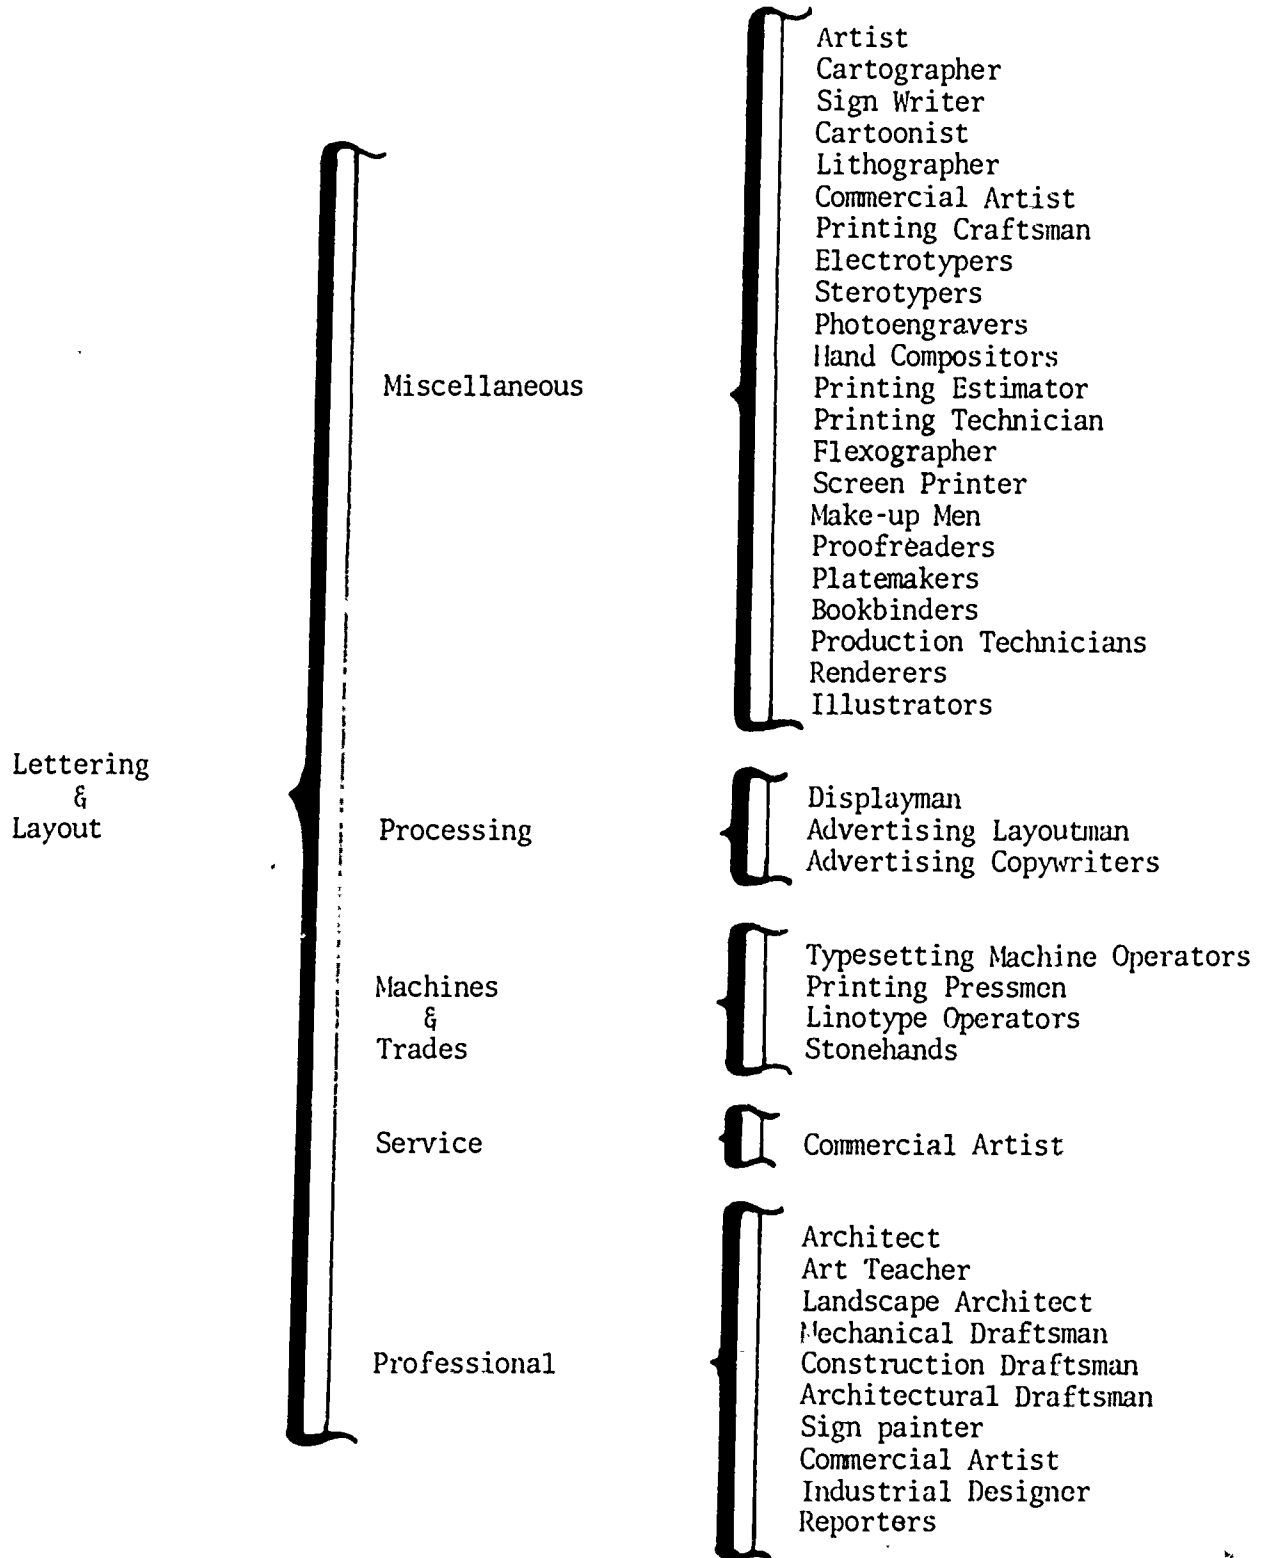 Lettering
&
Layout
Miscellaneous
Artist
Cartographer
Sign Writer
Cartoonist
Lithographer
Commercial Artist
Printing Craftsman
Electrotypers
Sterotypers
Photoengravers
Hand Compositors
Printing Estimator
Printing Technician
Flexographer
Screen Printer
Make-up Men
Proofreaders
Platemakers
Bookbinders
Production Technicians
Renderers
Illustrators
Processing
Displayman
Advertising Layoutman
Advertising Copywriters
Machines
&
Trades
Typesetting Machine Operators
Printing Pressmen
Linotype Operators
Stonehands
Service
Commercial Artist
Professional
Architect
Art Teacher
Landscape Architect
Mechanical Draftsman
Construction Draftsman
Architectural Draftsman
Sign painter
Commercial Artist
Industrial Designer
Reporters